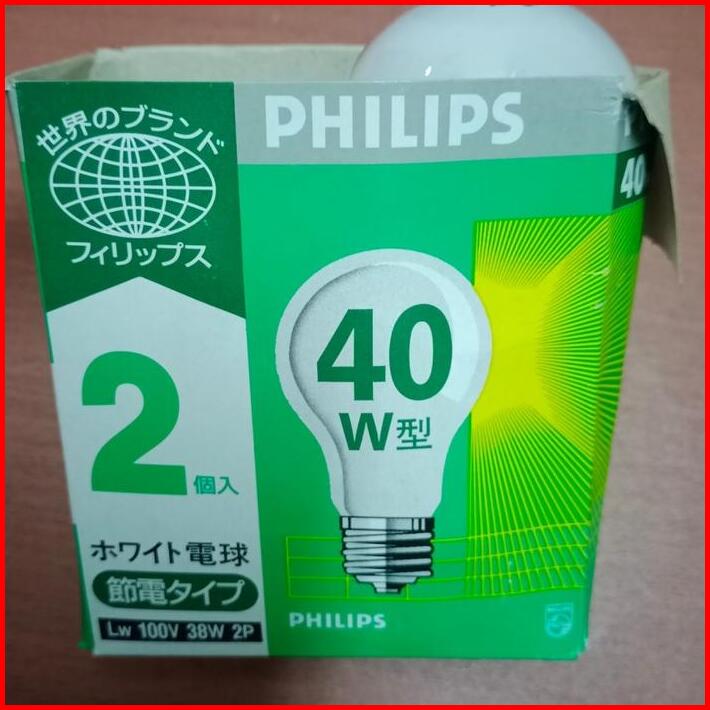 世界のブランド
フィリップス
PHILIPS
40
2
個入
40
W型
ホワイト電球
節電タイプ
Lw 100V 38W 2P
PHILIPS